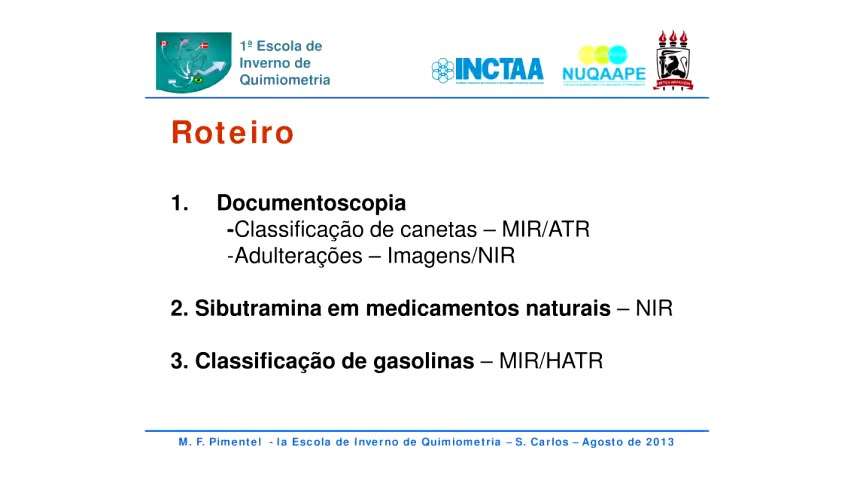 1ª Escola de
Inverno de
Quimiometria
INCTAA
NUQAAPE
Roteiro
1. Documentoscopia
-Classificação de canetas – MIR/ATR
-Adulterações – Imagens/NIR
2. Sibutramina em medicamentos naturais – NIR
3. Classificação de gasolinas – MIR/HATR
M. F. Pimentel - Ia Escola de Inverno de Quimiometria – S. Carlos – Agosto de 2013